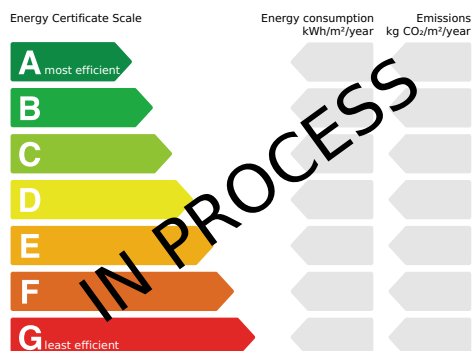 Energy Certificate Scale
Energy consumption
kWh/m²/year
Emissions
kg CO₂/m²/year
A most efficient
B
C
D
E
F
G least efficient
IN PROCESS